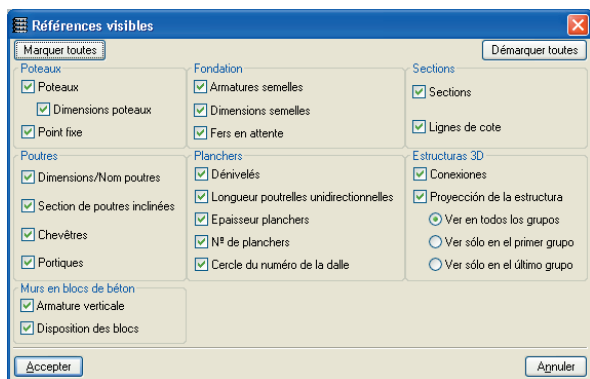 Références visibles
Marquer toutes
Démarquer toutes
Poteaux
Poteaux
Dimensions poteaux
Point fixe
Fondation
Armatures semelles
Dimensions semelles
Fers en attente
Sections
Sections
Lignes de cote
Poutres
Dimensions/Nom poutres
Section de poutres inclinées
Chevêtres
Portiques
Planchers
Dénivelés
Longueur poutrelles unidirectionnelles
Epaisseur planchers
Nº de planchers
Cercle du numéro de la dalle
Estructuras 3D
Conexiones
Proyección de la estructura
Ver en todos los grupos
Ver sólo en el primer grupo
Ver sólo en el último grupo
Murs en blocs de béton
Armature verticale
Disposition des blocs
Accepter
Annuler